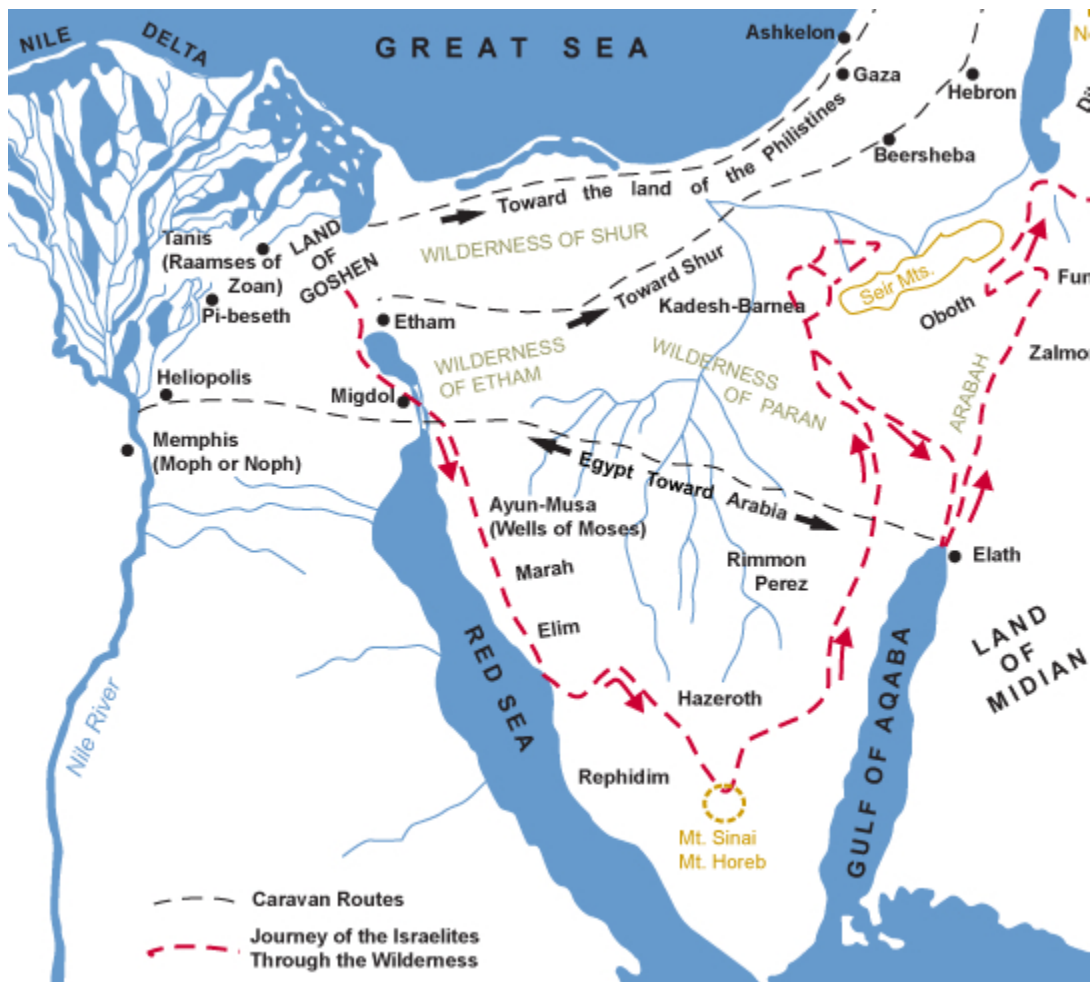 NILE DELTA
GREAT SEA
Ashkelon
Gaza
Hebron
Beersheba
Toward the land of the Philistines
Tanis
(Raamses of
Zoan)
LAND
OF
GOSHEN
WILDERNESS OF SHUR
Toward Shur
Pi-beseth
Etham
Kadesh-Barnea
Seir Mts.
Oboth
Fun
Zalmo
WILDERNESS
OF ETHAM
WILDERNESS
OF PARAN
ARABAH
Heliopolis
Migdol
Memphis
(Moph or Noph)
Egypt Toward Arabia
Ayun-Musa
(Wells of Moses)
Marah
Elim
Rimmon
Perez
Elath
LAND
OF
MIDIAN
RED SEA
Hazeroth
GULF OF AQABA
Nile River
Rephidim
Mt. Sinai
Mt. Horeb
Caravan Routes
Journey of the Israelites
Through the Wilderness